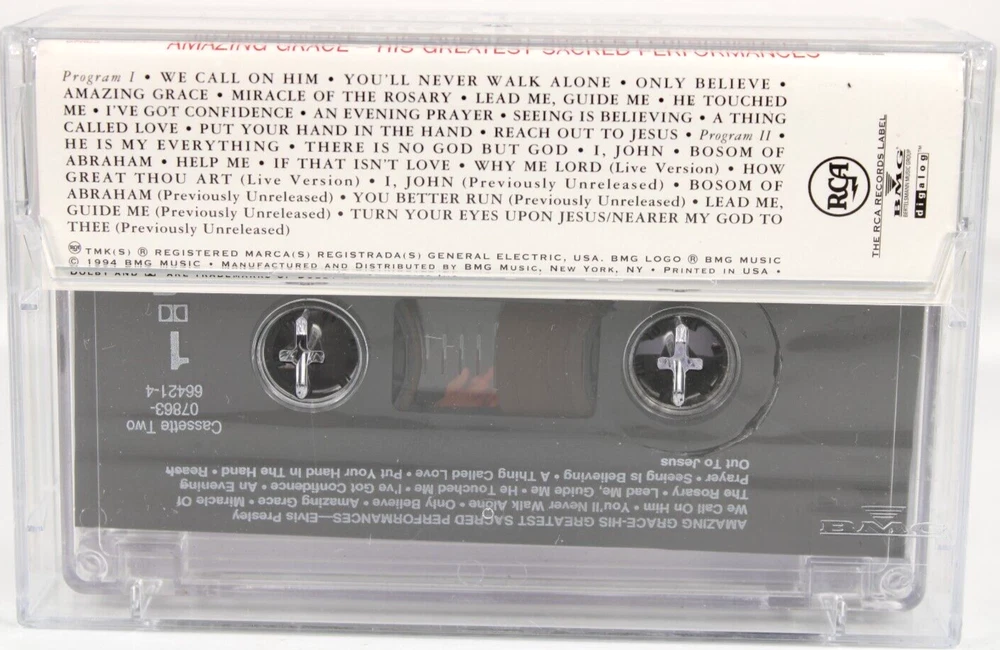 AMAZING GRACE—HIS GREATEST SACRED PERFORMANCES
Program I • WE CALL ON HIM • YOU'LL NEVER WALK ALONE • ONLY BELIEVE •
AMAZING GRACE • MIRACLE OF THE ROSARY • LEAD ME, GUIDE ME • HE TOUCHED
ME • I'VE GOT CONFIDENCE • AN EVENING PRAYER • SEEING IS BELIEVING • A THING
CALLED LOVE • PUT YOUR HAND IN THE HAND • REACH OUT TO JESUS • Program II •
HE IS MY EVERYTHING • THERE IS NO GOD BUT GOD • I, JOHN • BOSOM OF
ABRAHAM • HELP ME • IF THAT ISN'T LOVE • WHY ME LORD (Live Version) • HOW
GREAT THOU ART (Live Version) • I, JOHN (Previously Unreleased) • BOSOM OF
ABRAHAM (Previously Unreleased) • YOU BETTER RUN (Previously Unreleased) • LEAD ME,
GUIDE ME (Previously Unreleased) • TURN YOUR EYES UPON JESUS/NEARER MY GOD TO
THEE (Previously Unreleased)
TMK(S) ® REGISTERED MARCA(S) REGISTRADA(S) GENERAL ELECTRIC, USA. BMG LOGO ® BMG MUSIC
© 1994 BMG MUSIC • MANUFACTURED AND DISTRIBUTED BY BMG MUSIC, NEW YORK, NY • PRINTED IN USA •
DOLBY AND ARE TRADEMARKS OF
RCA
THE RCA RECORDS LABEL
BMG
BERTELSMANN MUSIC GROUP
digalog™
AMAZING GRACE-HIS GREATEST SACRED PERFORMANCES—Elvis Presley
We Call On Him • You'll Never Walk Alone • Only Believe • Amazing Grace • Miracle Of
The Rosary • Lead Me, Guide Me • He Touched Me • I've Got Confidence • An Evening
Prayer • Seeing Is Believing • A Thing Called Love • Put Your Hand In The Hand • Reach
Out To Jesus
BMG
Cassette Two
07863-
66421-4
1